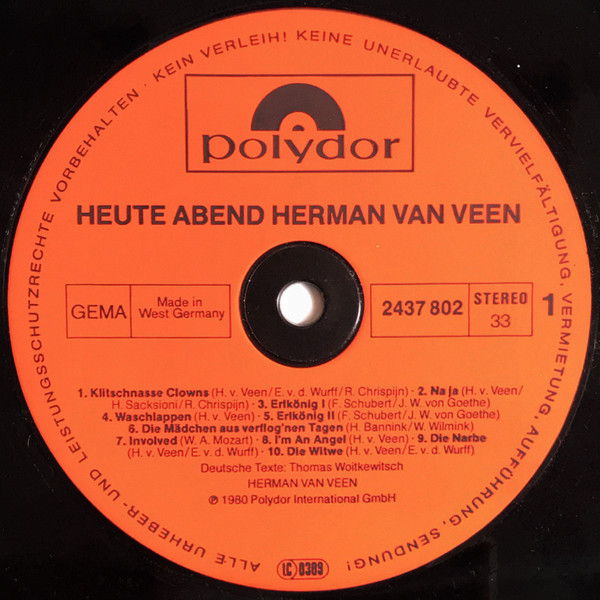 ALLE URHEBER- UND LEISTUNGSSCHUTZRECHTE VORBEHALTEN · KEIN VERLEIH! KEINE UNERLAUBTE VERVIELFÄLTIGUNG, VERMIETUNG, AUFFÜHRUNG, SENDUNG!
polydor
HEUTE ABEND HERMAN VAN VEEN
GEMA
Made in
West Germany
2437 802
STEREO
33
1
1. Klitschnasse Clowns (H. v. Veen/E. v. d. Wurff/R. Chrispijn) · 2. Na ja (H. v. Veen/
H. Sacksioni/R. Chrispijn) · 3. Erlkönig I (F. Schubert/J. W. von Goethe)
4. Waschlappen (H. v. Veen) · 5. Erlkönig II (F. Schubert/J. W. von Goethe)
6. Die Mädchen aus verflog'nen Tagen (H. Bannink/W. Wilmink)
7. Involved (W. A. Mozart) · 8. I'm An Angel (H. v. Veen) · 9. Die Narbe
(H. v. Veen/E. v. d. Wurff) · 10. Die Witwe (H. v. Veen/E. v. d. Wurff)
Deutsche Texte: Thomas Woitkewitsch
HERMAN VAN VEEN
℗ 1980 Polydor International GmbH
LC 0309